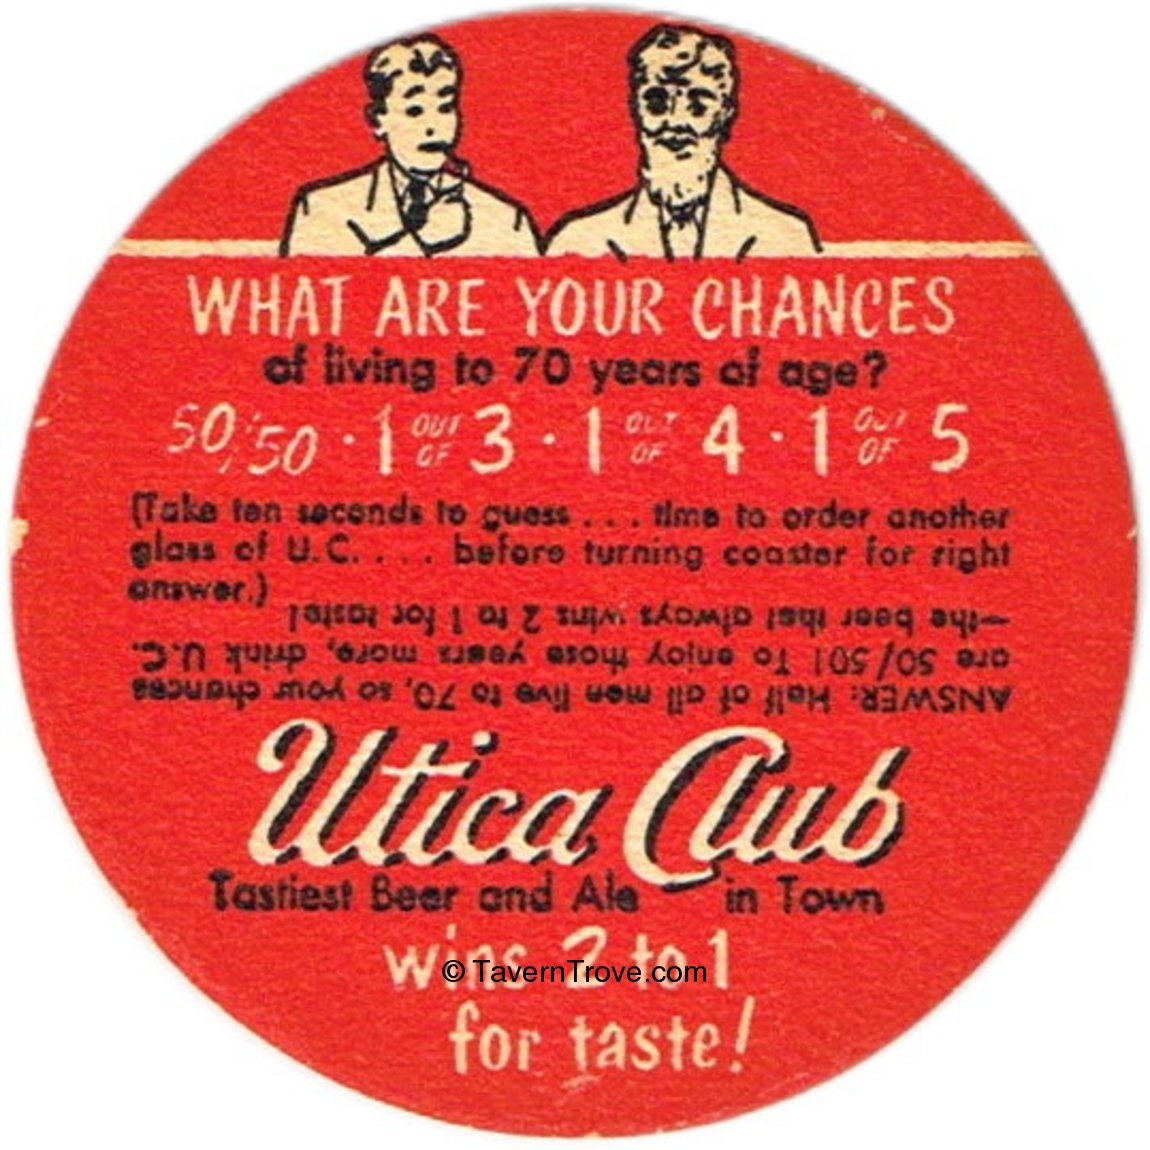 WHAT ARE YOUR CHANCES
of living to 70 years of age?
50/50 · 1 OUT OF 3 · 1 OUT OF 4 · 1 OUT OF 5
(Take ten seconds to guess . . . time to order another
glass of U.C. . . . before turning coaster for right
answer.)
ANSWER: Half of all men live to 70, so your chances
are 50/50! To enjoy those years more, drink U.C.
—the beer that always wins 2 to 1 for taste!
Utica Club
Tastiest Beer and Ale in Town
wins 2 to 1
© TavernTrove.com
for taste!